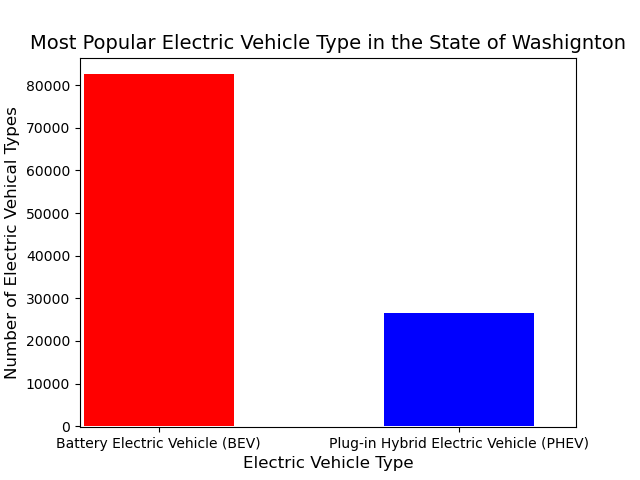 Most Popular Electric Vehicle Type in the State of Washignton
Number of Electric Vehical Types
80000
70000
60000
50000
40000
30000
20000
10000
0
Battery Electric Vehicle (BEV)
Plug-in Hybrid Electric Vehicle (PHEV)
Electric Vehicle Type